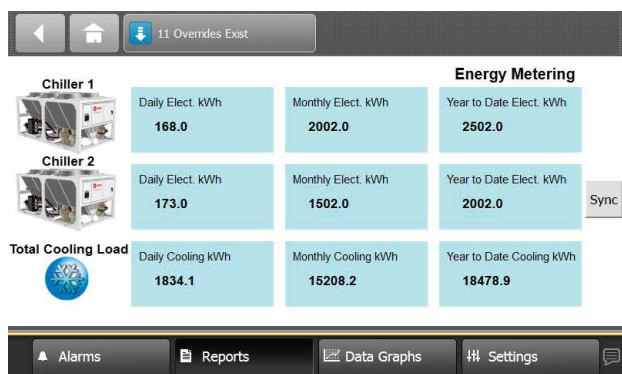 11 Overrides Exist
Energy Metering
Chiller 1
Daily Elect. kWh
168.0
Monthly Elect. kWh
2002.0
Year to Date Elect. kWh
2502.0
Chiller 2
Daily Elect. kWh
173.0
Monthly Elect. kWh
1502.0
Year to Date Elect. kWh
2002.0
Sync
Total Cooling Load
Daily Cooling kWh
1834.1
Monthly Cooling kWh
15208.2
Year to Date Cooling kWh
18478.9
Alarms
Reports
Data Graphs
Settings